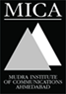 MICA
MUDRA INSTITUTE
OF COMMUNICATIONS
AHMEDABAD